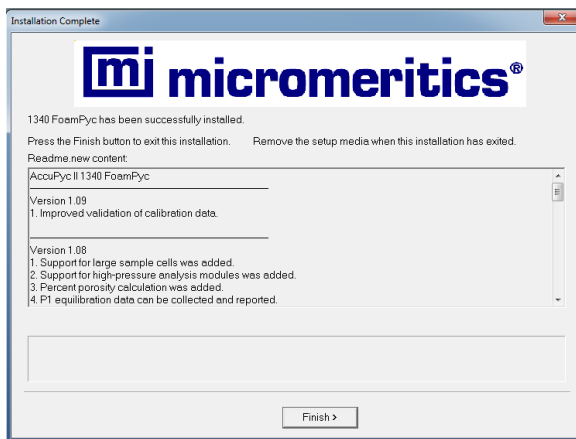 Installation Complete
mi micromeritics®
1340 FoamPyc has been successfully installed.
Press the Finish button to exit this installation. Remove the setup media when this installation has exited.
Readme.new content:
AccuPyc II 1340 FoamPyc
Version 1.09
1. Improved validation of calibration data.
Version 1.08
1. Support for large sample cells was added.
2. Support for high-pressure analysis modules was added.
3. Percent porosity calculation was added.
4. P1 equilibration data can be collected and reported.
Finish >